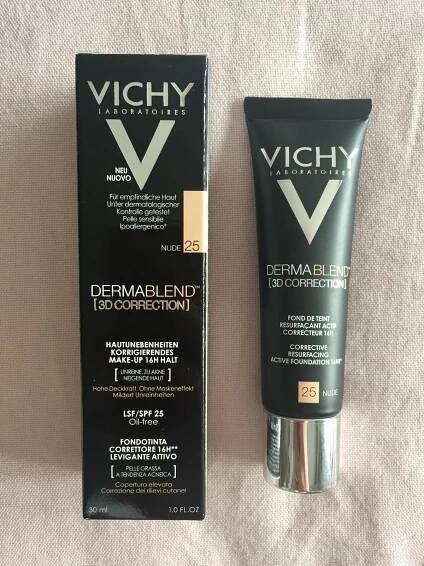 VICHY
LABORATOIRES
NEU
NUOVO
Für empfindliche Haut
Unter dermatologischer
Kontrolle getestet
Pelle sensibile
Ipoallergenico*
NUDE 25
DERMABLEND™
[3D CORRECTION]
HAUTUNEBENHEITEN
KORRIGIERENDES
MAKE-UP 16H HALT
[UNREINE, ZU AKNE
NEIGENDE HAUT]
Hohe Deckkraft. Ohne Maskeneffekt
Mildert Unreinheiten
LSF/SPF 25
Oil-free
FONDOTINTA
CORRETTORE 16H**
LEVIGANTE ATTIVO
[PELLE GRASSA
A TENDENZA ACNEICA]
Copertura elevata
Correzione dei rilievi cutanei
30 ml 1.0 FL.OZ
VICHY
LABORATOIRES
DERMABLEND™
[3D CORRECTION]
FOND DE TEINT
RESURFAÇANT ACTIF
CORRECTEUR 16H
CORRECTIVE
RESURFACING
ACTIVE FOUNDATION
25 NUDE